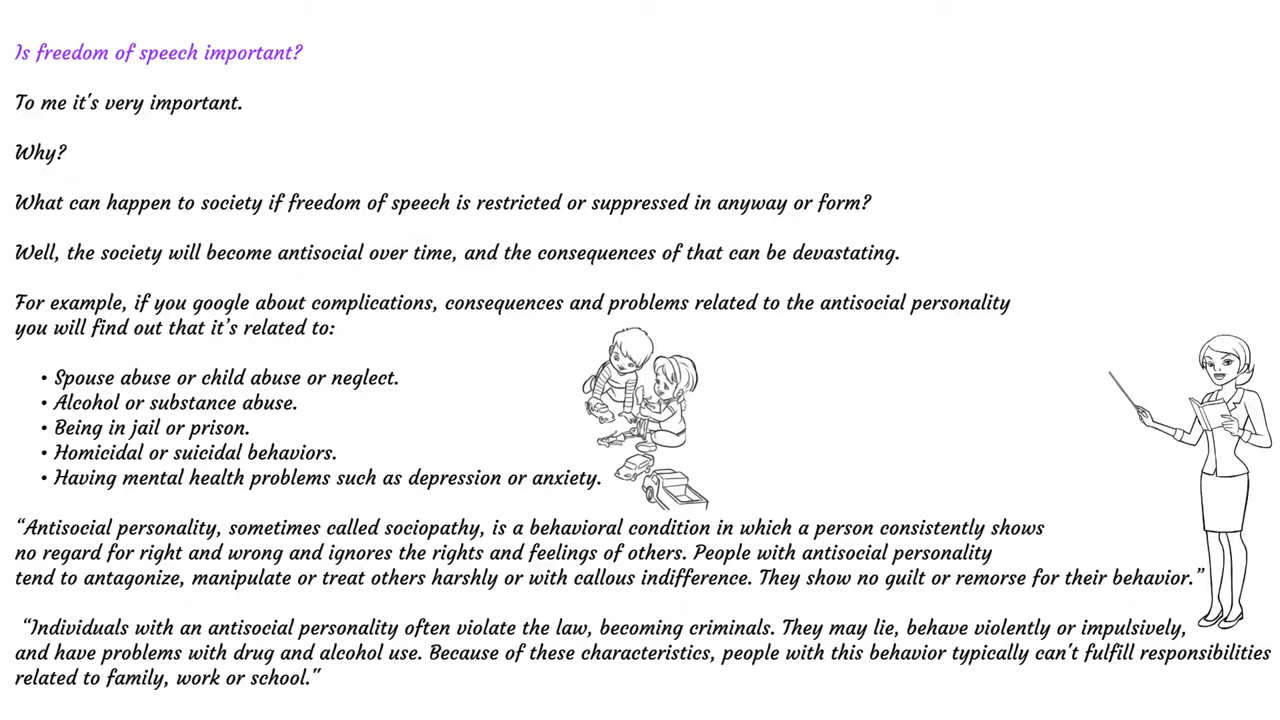 Is freedom of speech important?
To me it's very important.
Why?
What can happen to society if freedom of speech is restricted or suppressed in anyway or form?
Well, the society will become antisocial over time, and the consequences of that can be devastating.
For example, if you google about complications, consequences and problems related to the antisocial personality
you will find out that it’s related to:
• Spouse abuse or child abuse or neglect.
• Alcohol or substance abuse.
• Being in jail or prison.
• Homicidal or suicidal behaviors.
• Having mental health problems such as depression or anxiety.
“Antisocial personality, sometimes called sociopathy, is a behavioral condition in which a person consistently shows
no regard for right and wrong and ignores the rights and feelings of others. People with antisocial personality
tend to antagonize, manipulate or treat others harshly or with callous indifference. They show no guilt or remorse for their behavior.”
“Individuals with an antisocial personality often violate the law, becoming criminals. They may lie, behave violently or impulsively,
and have problems with drug and alcohol use. Because of these characteristics, people with this behavior typically can't fulfill responsibilities
related to family, work or school."